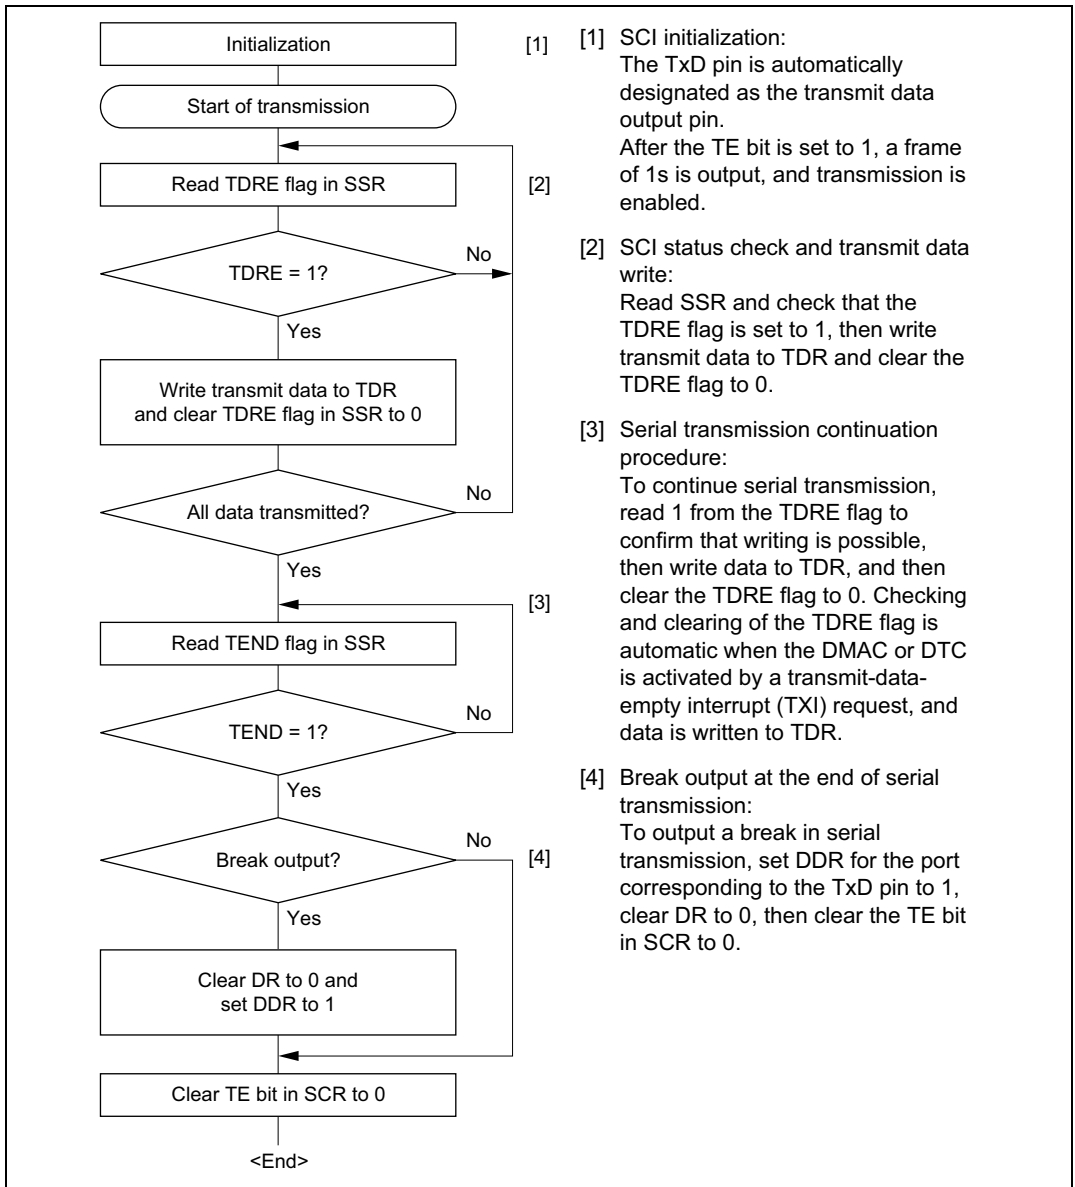 Initialization
[1]
Start of transmission
Read TDRE flag in SSR
[2]
No
TDRE = 1?
Yes
Write transmit data to TDR
and clear TDRE flag in SSR to 0
No
All data transmitted?
Yes
[3]
Read TEND flag in SSR
No
TEND = 1?
Yes
No
Break output?
[4]
Yes
Clear DR to 0 and
set DDR to 1
Clear TE bit in SCR to 0
<End>
[1] SCI initialization:
The TxD pin is automatically
designated as the transmit data
output pin.
After the TE bit is set to 1, a frame
of 1s is output, and transmission is
enabled.
[2] SCI status check and transmit data
write:
Read SSR and check that the
TDRE flag is set to 1, then write
transmit data to TDR and clear the
TDRE flag to 0.
[3] Serial transmission continuation
procedure:
To continue serial transmission,
read 1 from the TDRE flag to
confirm that writing is possible,
then write data to TDR, and then
clear the TDRE flag to 0. Checking
and clearing of the TDRE flag is
automatic when the DMAC or DTC
is activated by a transmit-data-
empty interrupt (TXI) request, and
data is written to TDR.
[4] Break output at the end of serial
transmission:
To output a break in serial
transmission, set DDR for the port
corresponding to the TxD pin to 1,
clear DR to 0, then clear the TE bit
in SCR to 0.